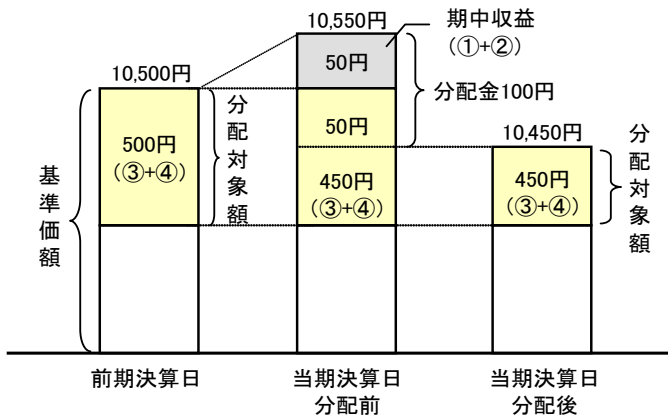 10,550円
期中収益
(①+②)
10,500円
50円
分配金100円
分配対象額
500円
(③+④)
50円
10,450円
分配対象額
基準価額
450円
(③+④)
450円
(③+④)
前期決算日
当期決算日
分配前
当期決算日
分配後